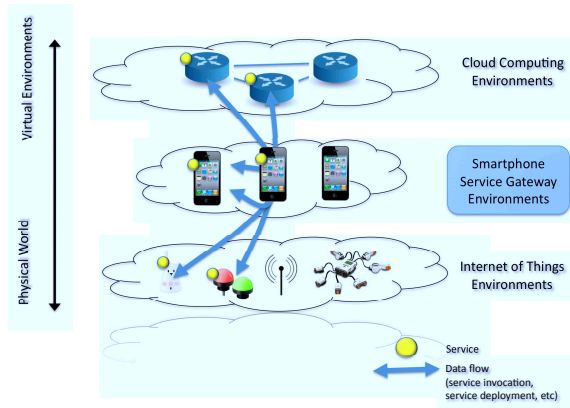 Virtual Environments
Physical World
Cloud Computing
Environments
Smartphone
Service Gateway
Environments
Internet of Things
Environments
Service
Data flow
(service invocation,
service deployment, etc)